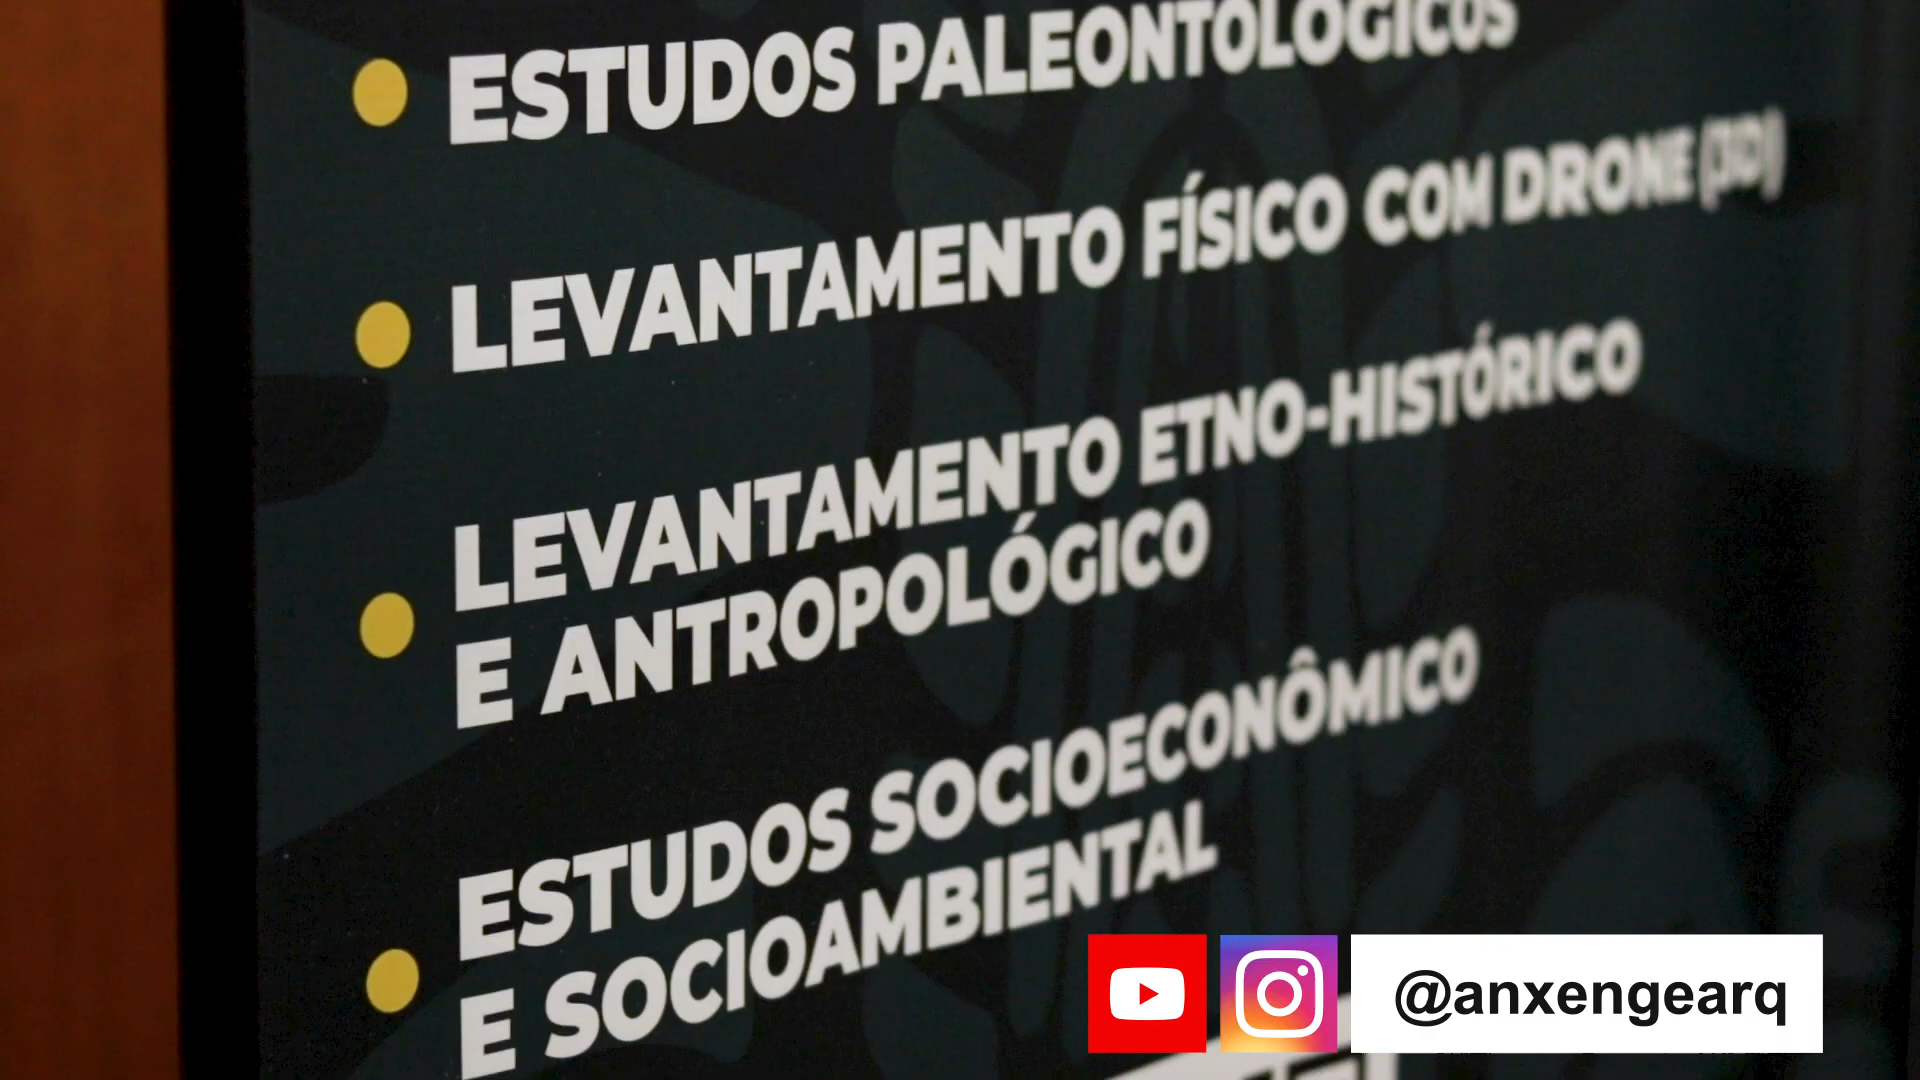 ESTUDOS PALEONTOLÓGICOS
LEVANTAMENTO FÍSICO COM DRONE (3D)
LEVANTAMENTO ETNO-HISTÓRICO
E ANTROPOLÓGICO
ESTUDOS SOCIOECONÔMICO
E SOCIOAMBIENTAL
@anxengearq